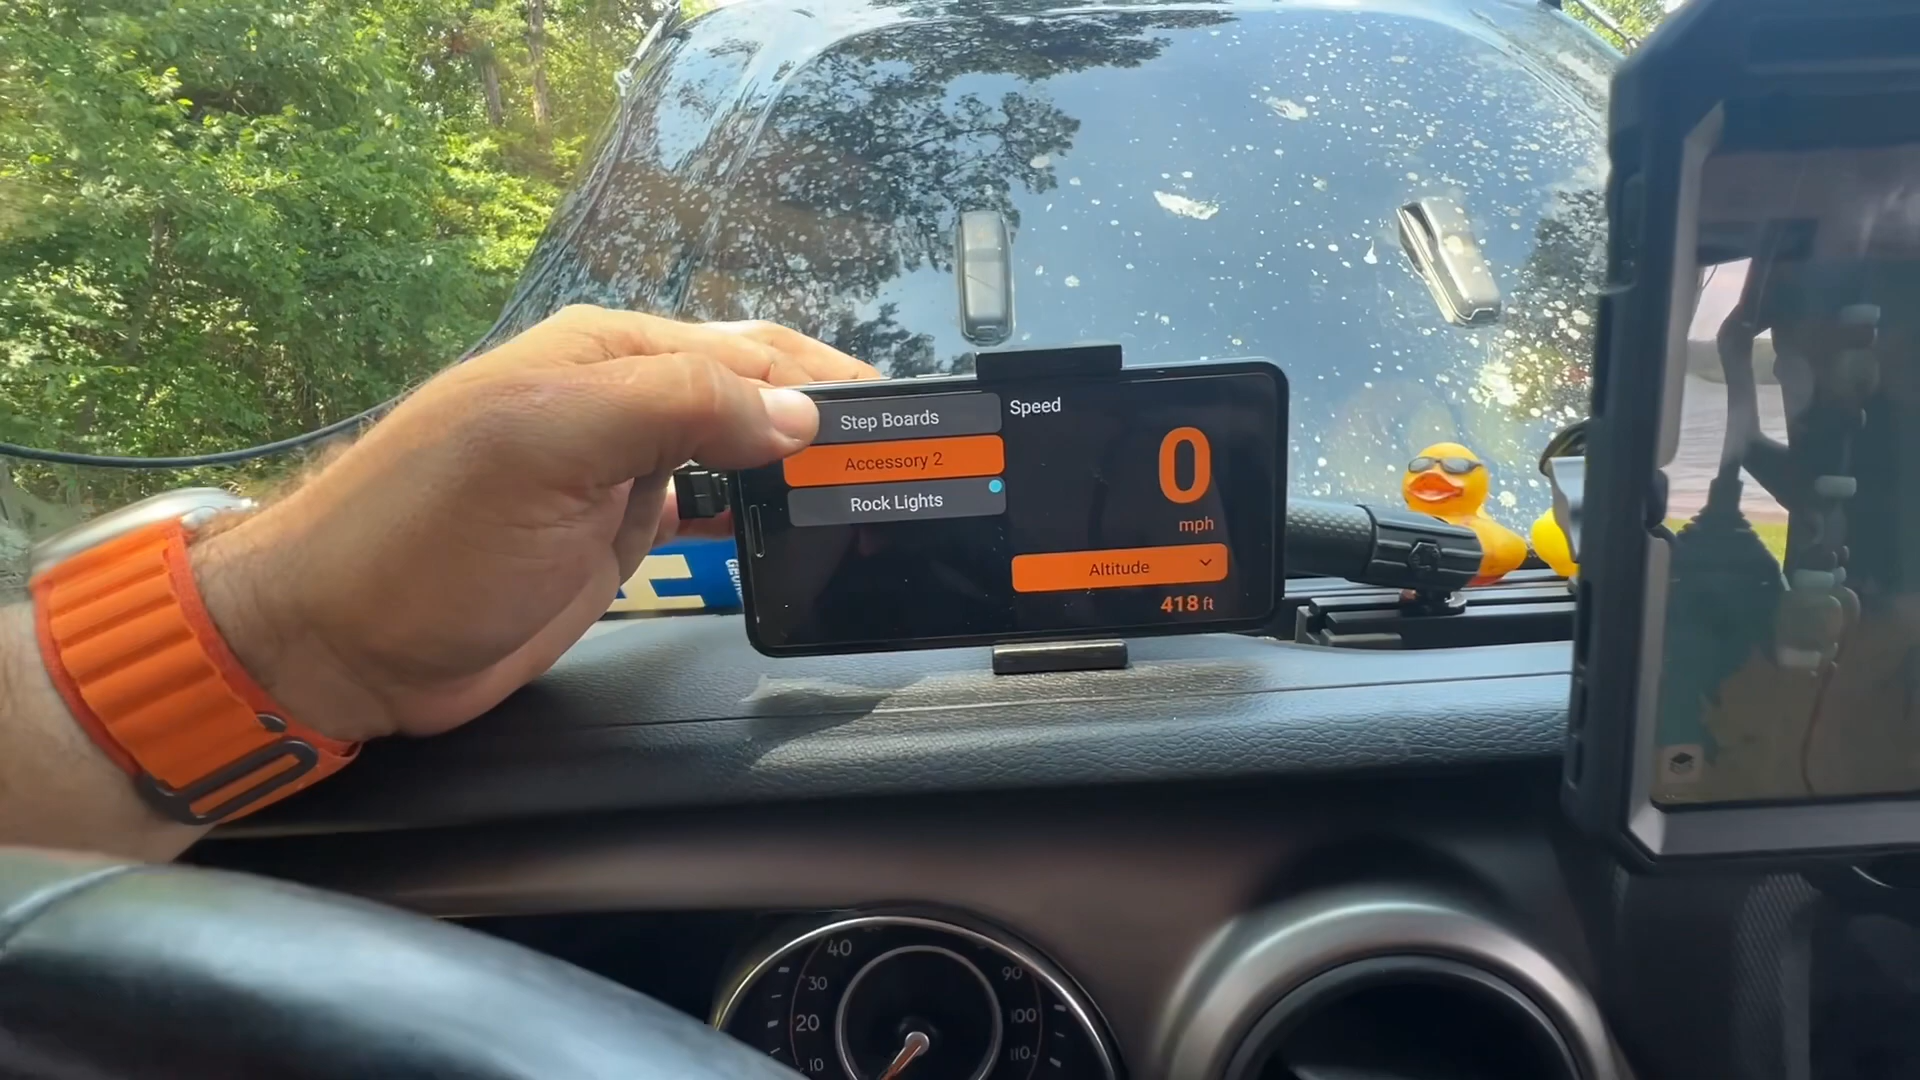 Step Boards
Accessory 2
Rock Lights
Speed
0
mph
Altitude
418 ft
40
30
20
10
90
100
110